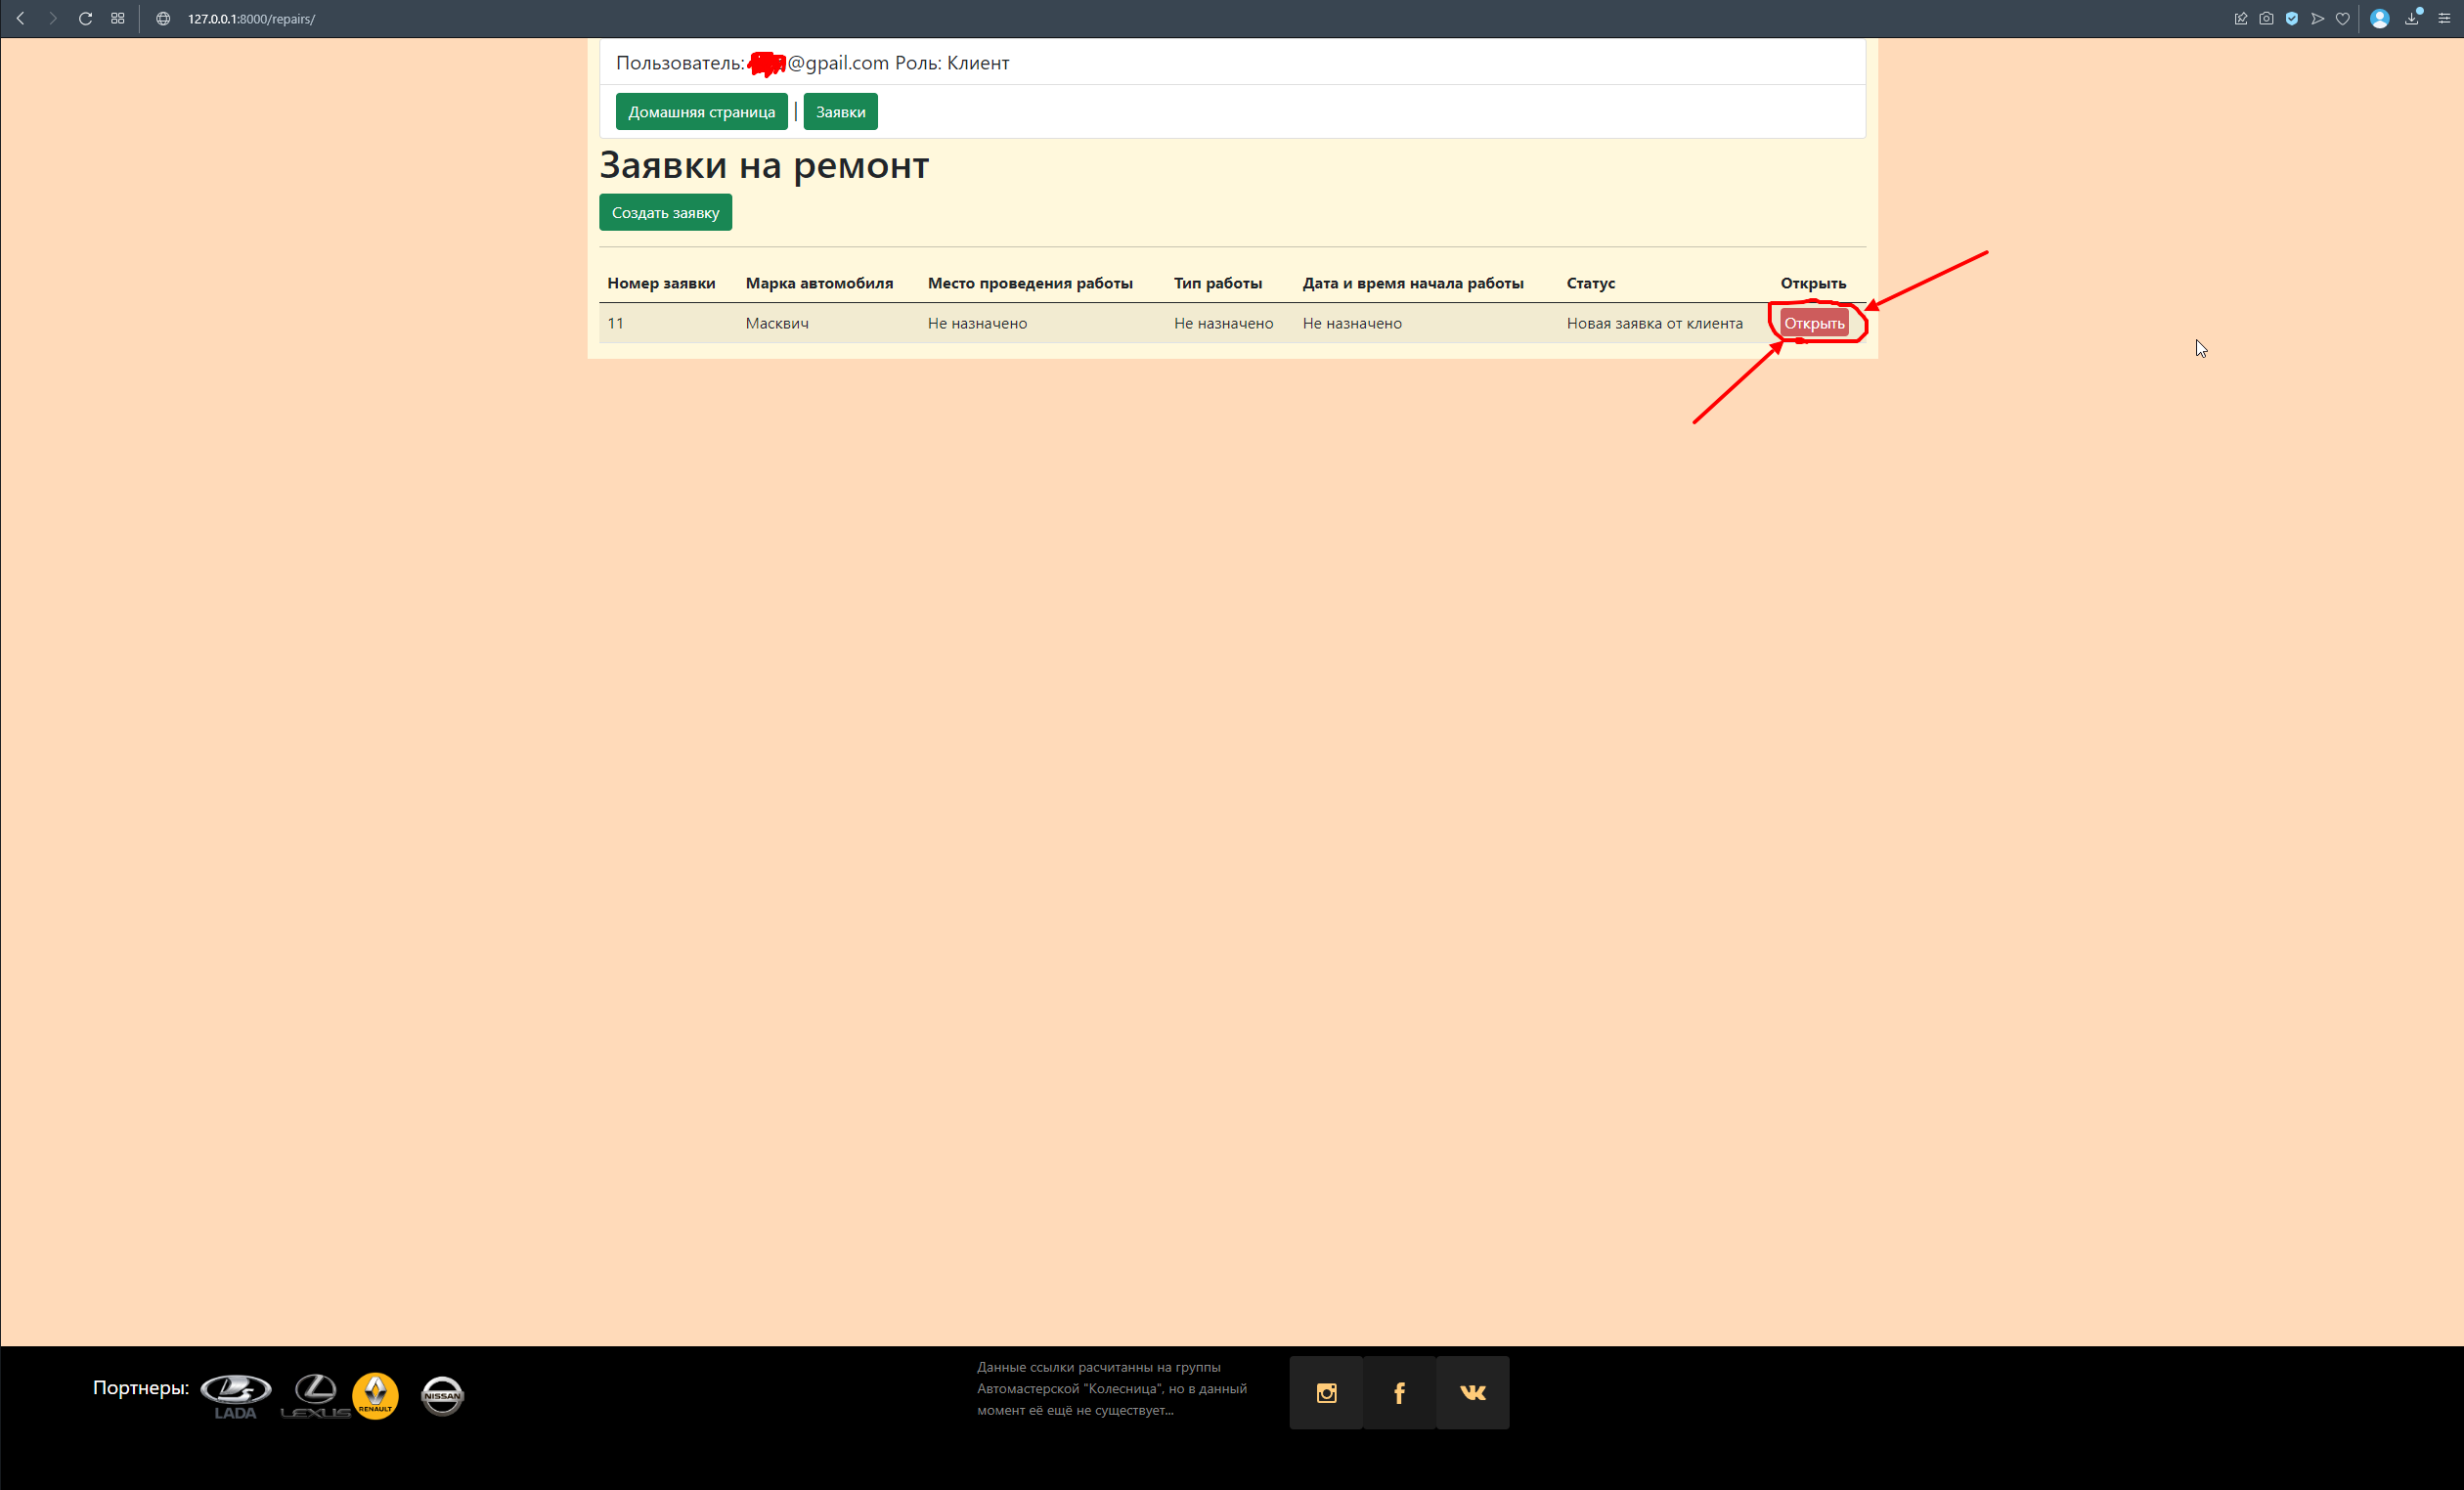 127.0.0.1:8000/repairs/
Пользователь: @gpail.com Роль: Клиент
Домашняя страница | Заявки
Заявки на ремонт
Создать заявку
Номер заявки Марка автомобиля Место проведения работы Тип работы Дата и время начала работы Статус Открыть
11 Масквич Не назначено Не назначено Не назначено Новая заявка от клиента Открыть
Партнеры:
LADA
LEXUS
RENAULT
NISSAN
Данные ссылки расчитанны на группы
Автомастерской "Колесница", но в данный
момент её ещё не существует...